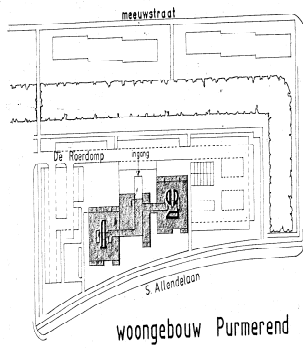 meeuwstraat
De Roerdomp
ingang
S. Allendelaan
woongebouw Purmerend